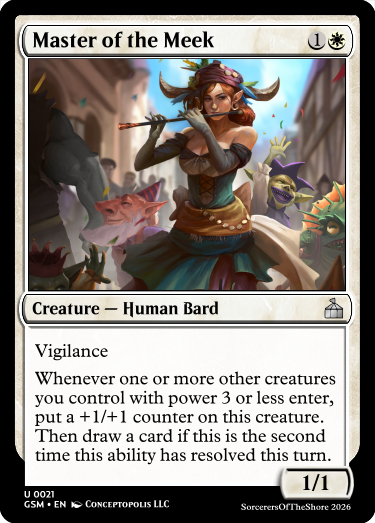 Master of the Meek 1
Creature — Human Bard
Vigilance
Whenever one or more other creatures
you control with power 3 or less enter,
put a +1/+1 counter on this creature.
Then draw a card if this is the second
time this ability has resolved this turn.
1/1
U 0021
GSM • EN Conceptopolis LLC
SorcerersOfTheShore 2026